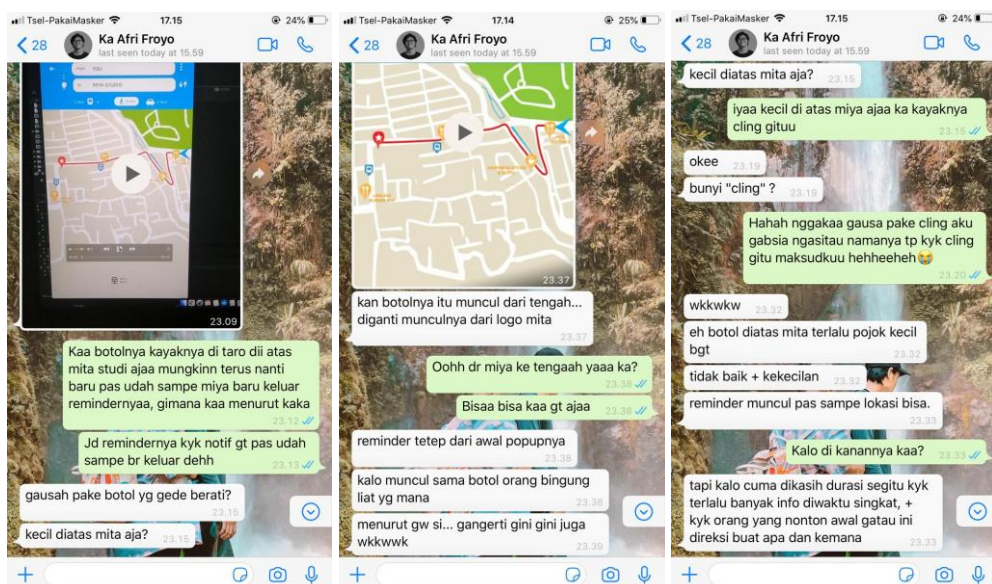 Tsel-PakaiMasker 17.15 24%
28 Ka Afri Froyo
last seen today at 15.59
YOU
MIYA STUDIO
23.09
Kaa botolnya kayaknya di taro dii atas
mita studi ajaa mungkinn terus nanti
baru pas udah sampe miya baru keluar
remindernyaa, gimana kaa menurut kaka
23.12
Jd remindernya kyk notif gt pas udah
sampe br keluar dehh
23.13
gausah pake botol yg gede berati?
23.15
kecil diatas mita aja? 23.15
Tsel-PakaiMasker 17.14 25%
28 Ka Afri Froyo
last seen today at 15.59
23.37
kan botolnya itu muncul dari tengah...
diganti munculnya dari logo mita
23.37
Oohh dr miya ke tengaah yaaa ka?
23.38
Bisaa bisa kaa gt ajaa 23.38
reminder tetep dari awal popupnya
23.38
kalo muncul sama botol orang bingung
liat yg mana 23.38
menurut gw si... gangerti gini gini juga
wkkwwk 23.39
Tsel-PakaiMasker 17.15 24%
28 Ka Afri Froyo
last seen today at 15.59
kecil diatas mita aja? 23.15
iyaa kecil di atas miya ajaa ka kayaknya
cling gituu 23.15
okee 23.19
bunyi "cling" ? 23.19
Hahah nggakaa gausa pake cling aku
gabsia ngasitau namanya tp kyk cling
gitu maksudkuu hehheeheh😭
23.20
wkkwkw 23.32
eh botol diatas mita terlalu pojok kecil
bgt 23.32
tidak baik + kekecilan 23.32
reminder muncul pas sampe lokasi bisa.
23.33
Kalo di kanannya kaa? 23.33
tapi kalo cuma dikasih durasi segitu kyk
terlalu banyak info diwaktu singkat, +
kyk orang yang nonton awal gatau ini
direksi buat apa dan kemana 23.33